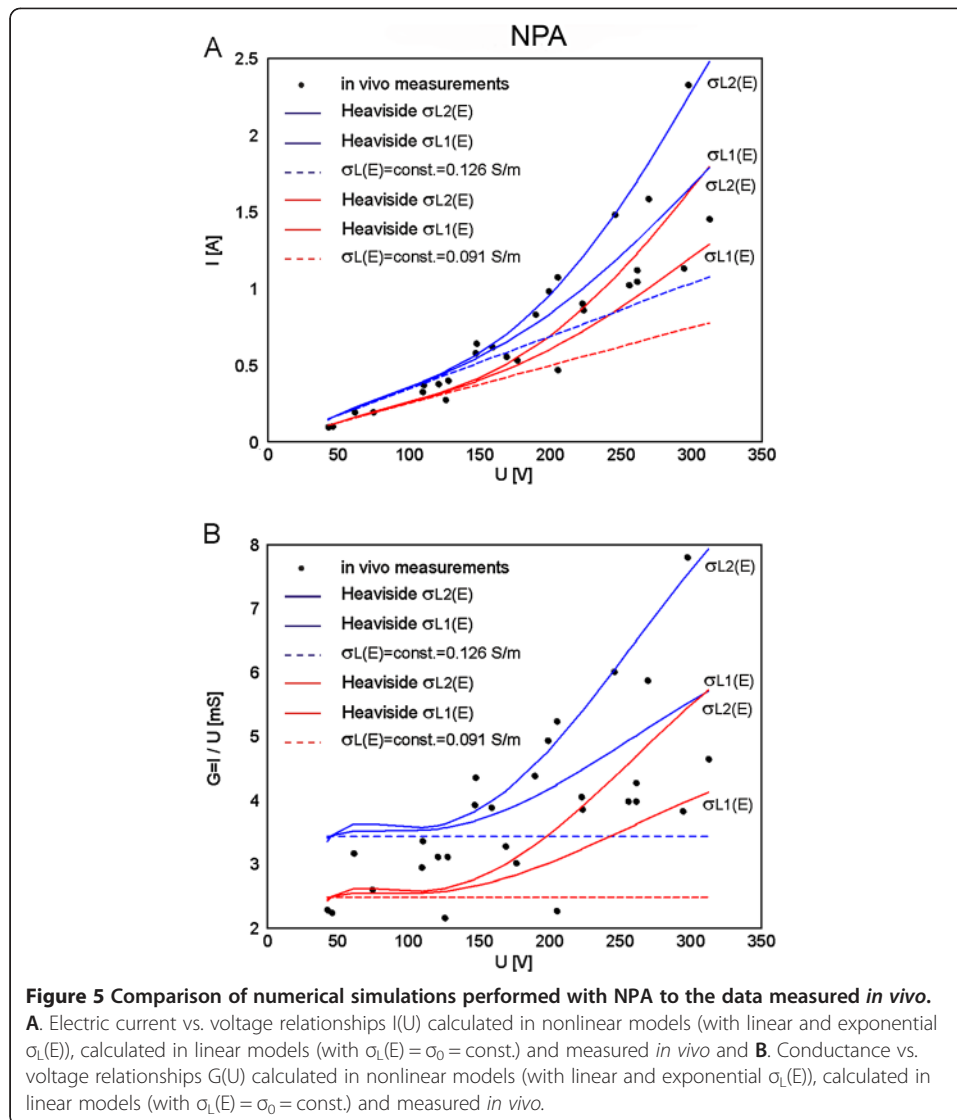 NPA
A
2.5
2
1.5
1
0.5
0
I [A]
in vivo measurements
Heaviside σL2(E)
Heaviside σL1(E)
σL(E)=const.=0.126 S/m
Heaviside σL2(E)
Heaviside σL1(E)
σL(E)=const.=0.091 S/m
σL2(E)
σL1(E)
σL2(E)
σL1(E)
0 50 100 150 200 250 300 350
U [V]
B
8
7
6
5
4
3
2
G=I / U [mS]
in vivo measurements
Heaviside σL2(E)
Heaviside σL1(E)
σL(E)=const.=0.126 S/m
Heaviside σL2(E)
Heaviside σL1(E)
σL(E)=const.=0.091 S/m
σL2(E)
σL1(E)
σL2(E)
σL1(E)
0 50 100 150 200 250 300 350
U [V]
Figure 5 Comparison of numerical simulations performed with NPA to the data measured in vivo.
A. Electric current vs. voltage relationships I(U) calculated in nonlinear models (with linear and exponential
σL(E)), calculated in linear models (with σL(E) = σ0 = const.) and measured in vivo and B. Conductance vs.
voltage relationships G(U) calculated in nonlinear models (with linear and exponential σL(E)), calculated in
linear models (with σL(E) = σ0 = const.) and measured in vivo.